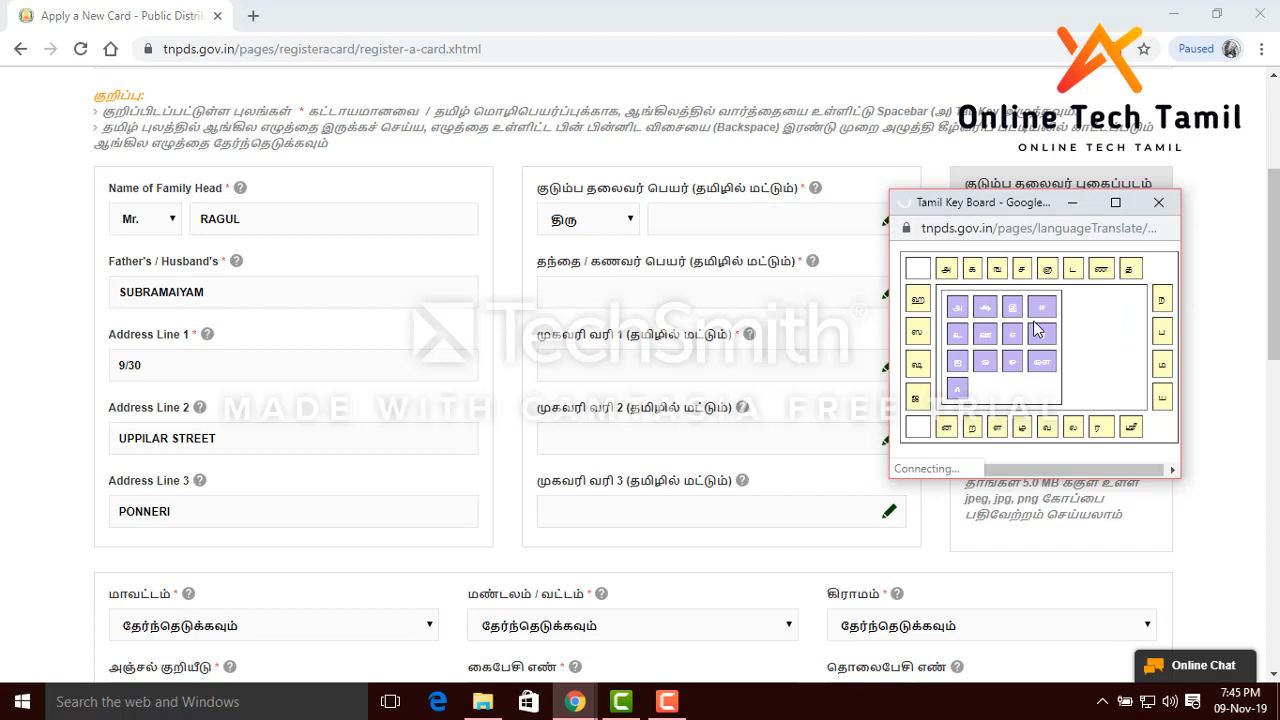 Apply a New Card - Public Distrib
tnpds.gov.in/pages/registeracard/register-a-card.xhtml
Paused
Online Tech Tamil
ONLINE TECH TAMIL
குறிப்பு:
குறிப்பிடப்பட்டுள்ள புலங்கள் * கட்டாயமானவை / தமிழ் மொழிபெயர்ப்புக்காக, ஆங்கிலத்தில் வார்த்தையை உள்ளிட்டு Spacebar (அ)
தமிழ் புலத்தில் ஆங்கில எழுத்தை இருக்கச் செய்ய, எழுத்தை உள்ளிட்ட பின் பின்னிட விசையை (Backspace) இரண்டு முறை அழுத்தி
ஆங்கில எழுத்தை தேர்ந்தெடுக்கவும்
Name of Family Head *
Mr.
RAGUL
Father's / Husband's *
SUBRAMAIYAM
Address Line 1
9/30
Address Line 2
UPPILAR STREET
Address Line 3
PONNERI
குடும்ப தலைவர் பெயர் (தமிழில் மட்டும்) *
திரு
தந்தை / கணவர் பெயர் (தமிழில் மட்டும்) *
முகவரி வரி 1 (தமிழில் மட்டும்) *
முகவரி வரி 2 (தமிழில் மட்டும்)
முகவரி வரி 3 (தமிழில் மட்டும்)
குடும்ப தலைவர் புகைப்படம்
Tamil Key Board - Google...
tnpds.gov.in/pages/languageTranslate/...
அ க ங ச ஞ ட ண த
ஹ
ஸ
ஷ
ஜ
ந
ப
ம
ய
ன ற ள ழ வ ல ர ஸ்ரீ
Connecting...
தாங்கள் 5.0 MB க்குள் உள்ள
jpeg, jpg, png கோப்பை
பதிவேற்றம் செய்யலாம்
TechSmith®
MADE WITH CAMTASIA FREE TRIAL
மாவட்டம் *
தேர்ந்தெடுக்கவும்
மண்டலம் / வட்டம் *
தேர்ந்தெடுக்கவும்
கிராமம் *
தேர்ந்தெடுக்கவும்
அஞ்சல் குறியீடு *
கைபேசி எண் *
தொலைபேசி எண்
Online Chat
Search the web and Windows
7:45 PM
09-Nov-19